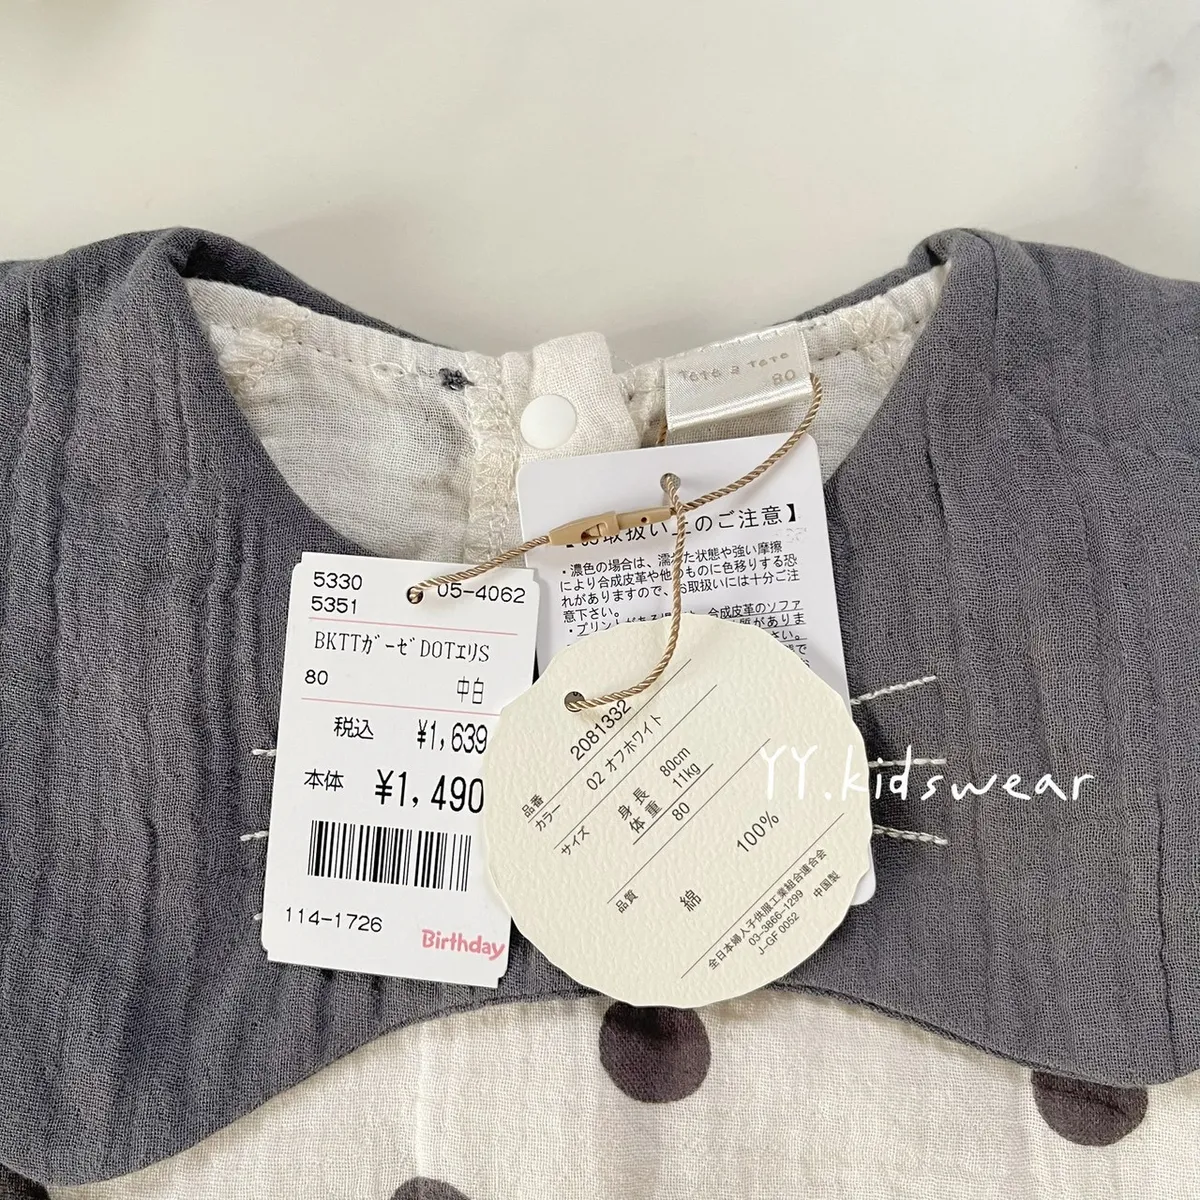 tete a tete
80
上のご注意】
・濃色の場合は、濡れた状態や強い摩擦
により合成皮革や他のものに色移りする恐
れがありますので、お取扱いには十分ご注
意下さい。
合成皮革のソファ
5330
5351
05-4062
BKTTｶﾞｰｾﾞDOTｴﾘS
80 中白
税込 ¥1,639
本体 ¥1,490
114-1726
Birthday
品番 2081332
カラー 02 オフホワイト
サイズ 身長 80cm
体重 11kg
80
品質 綿 100%
全日本婦人子供服工業組合連合会
03-3866-1299
J-GF 0052 中国製
YY.kidswear